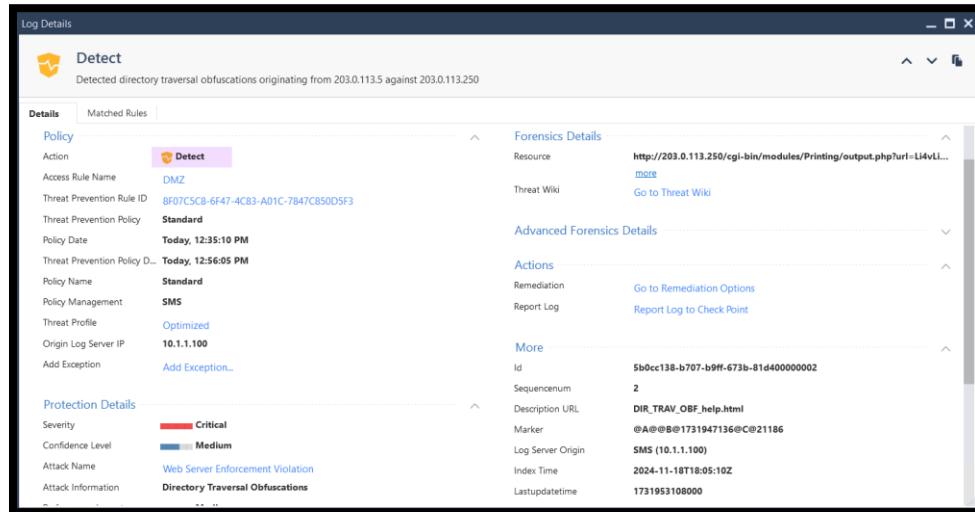 Log Details
Detect
Detected directory traversal obfuscations originating from 203.0.113.5 against 203.0.113.250
Details
Matched Rules
Policy
Action Detect
Access Rule Name DMZ
Threat Prevention Rule ID 8F07C5C8-6F47-4C83-A01C-7847C850D5F3
Threat Prevention Policy Standard
Policy Date Today, 12:35:10 PM
Threat Prevention Policy D... Today, 12:56:05 PM
Policy Name Standard
Policy Management SMS
Threat Profile Optimized
Origin Log Server IP 10.1.1.100
Add Exception Add Exception...
Protection Details
Severity Critical
Confidence Level Medium
Attack Name Web Server Enforcement Violation
Attack Information Directory Traversal Obfuscations
Forensics Details
Resource http://203.0.113.250/cgi-bin/modules/Printing/output.php?url=Li4vLi...
more
Threat Wiki Go to Threat Wiki
Advanced Forensics Details
Actions
Remediation Go to Remediation Options
Report Log Report Log to Check Point
More
Id 5b0cc138-b707-b9ff-673b-81d400000002
Sequencenum 2
Description URL DIR_TRAV_OBF_help.html
Marker @A@@B@1731947136@C@21186
Log Server Origin SMS (10.1.1.100)
Index Time 2024-11-18T18:05:10Z
Lastupdatetime 1731953108000